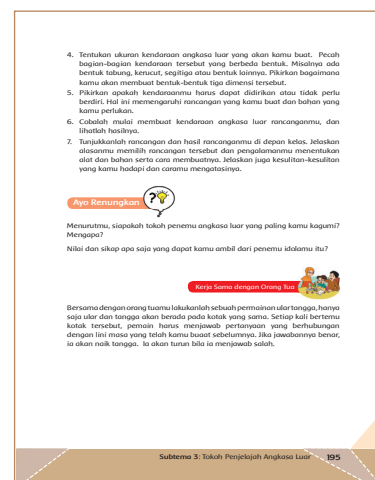 4. Tentukan ukuran kendaraan angkasa luar yang akan kamu buat. Pecah
bagian-bagian kendaraan tersebut yang berbeda bentuk. Misalnya ada
bentuk tabung, kerucut, segitiga atau bentuk lainnya. Pikirkan bagaimana
kamu akan membuat bentuk-bentuk tiga dimensi tersebut.
5. Pikirkan apakah kendaraanmu harus dapat didirikan atau tidak perlu
berdiri. Hal ini memengaruhi rancangan yang kamu buat dan bahan yang
kamu perlukan.
6. Cobalah mulai membuat kendaraan angkasa luar rancanganmu, dan
lihatlah hasilnya.
7. Tunjukkanlah rancangan dan hasil rancanganmu di depan kelas. Jelaskan
alasanmu memilih rancangan tersebut dan pengalamanmu menentukan
alat dan bahan serta cara membuatnya. Jelaskan juga kesulitan-kesulitan
yang kamu hadapi dan caramu mengatasinya.
Ayo Renungkan
?
Menurutmu, siapakah tokoh penemu angkasa luar yang paling kamu kagumi?
Mengapa?
Nilai dan sikap apa saja yang dapat kamu ambil dari penemu idolamu itu?
Kerja Sama dengan Orang Tua
Bersama dengan orang tuamu lakukanlah sebuah permainan ular tangga, hanya
saja ular dan tangga akan berada pada kotak yang sama. Setiap kali bertemu
kotak tersebut, pemain harus menjawab pertanyaan yang berhubungan
dengan lini masa yang telah kamu buaat sebelumnya. Jika jawabannya benar,
ia akan naik tangga. Ia akan turun bila ia menjawab salah.
Subtema 3: Tokoh Penjelajah Angkasa Luar 195